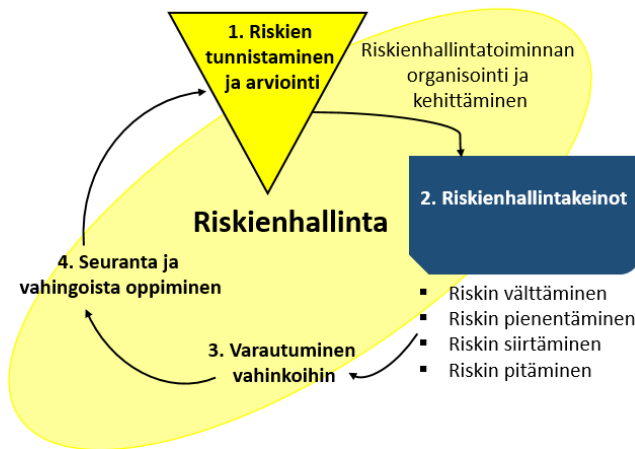 1. Riskien
tunnistaminen
ja arviointi
Riskienhallintatoiminnan
organisointi ja
kehittäminen
2. Riskienhallintakeinot
Riskienhallinta
4. Seuranta ja
vahingoista oppiminen
▪ Riskin välttäminen
▪ Riskin pienentäminen
▪ Riskin siirtäminen
▪ Riskin pitäminen
3. Varautuminen
vahinkoihin